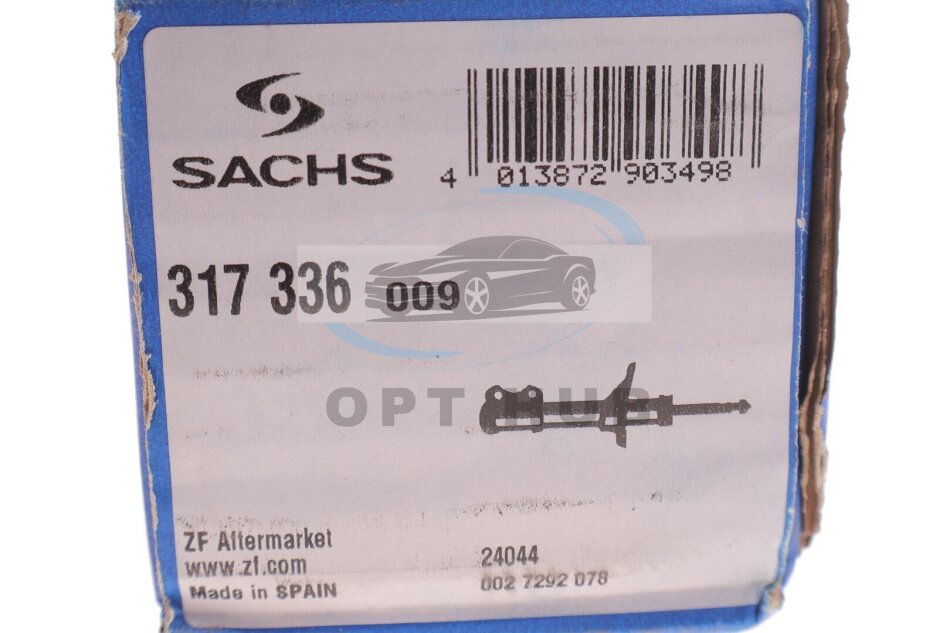 SACHS
4 013872 903498
317 336 009
OPT HUB
ZF Aftermarket
www.zf.com
Made in SPAIN
24044
002 7292 078